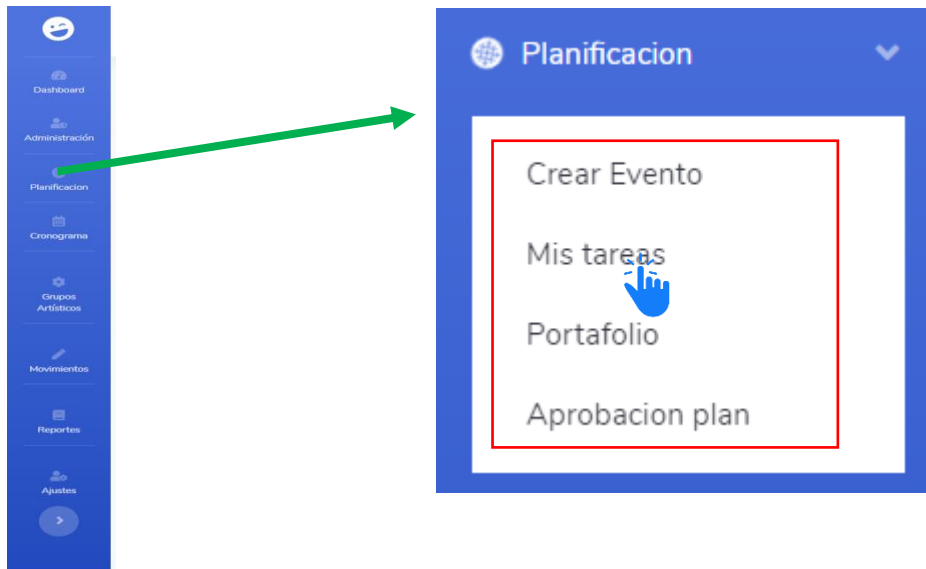 Dashboard
Administración
Planificacion
Cronograma
Grupos
Artísticos
Movimientos
Reportes
Ajustes
Planificacion
Crear Evento
Mis tareas
Portafolio
Aprobacion plan